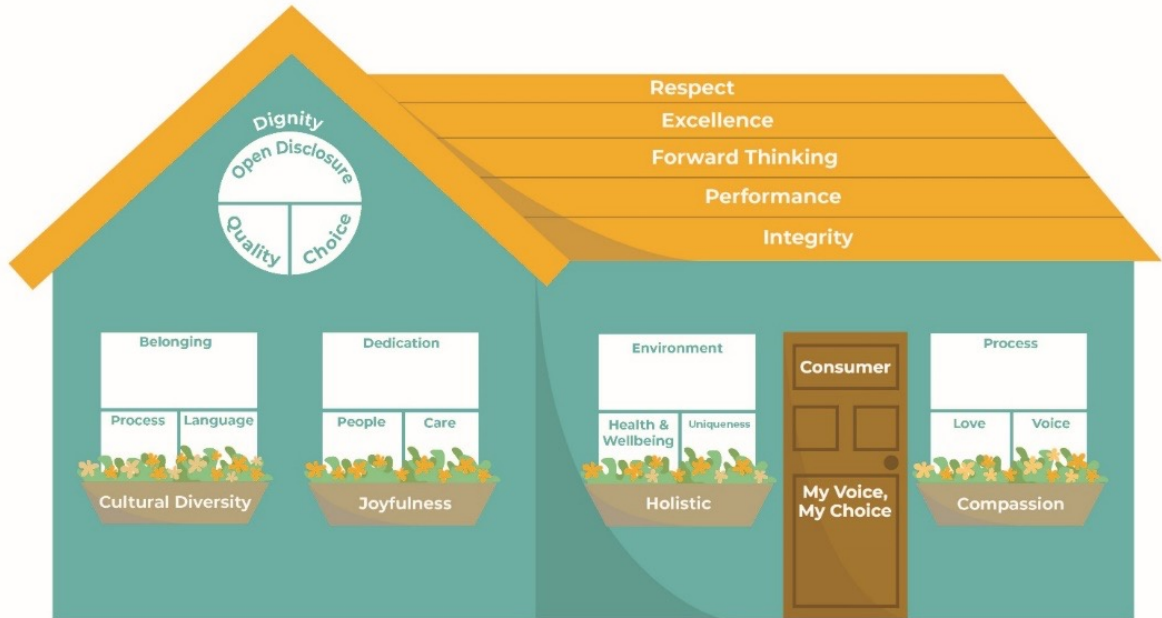 Respect
Excellence
Forward Thinking
Performance
Integrity
Dignity
Open Disclosure
Quality
Choice
Belonging
Process
Language
Cultural Diversity
Dedication
People
Care
Joyfulness
Environment
Health &
Wellbeing
Uniqueness
Holistic
Consumer
My Voice,
My Choice
Process
Love
Voice
Compassion